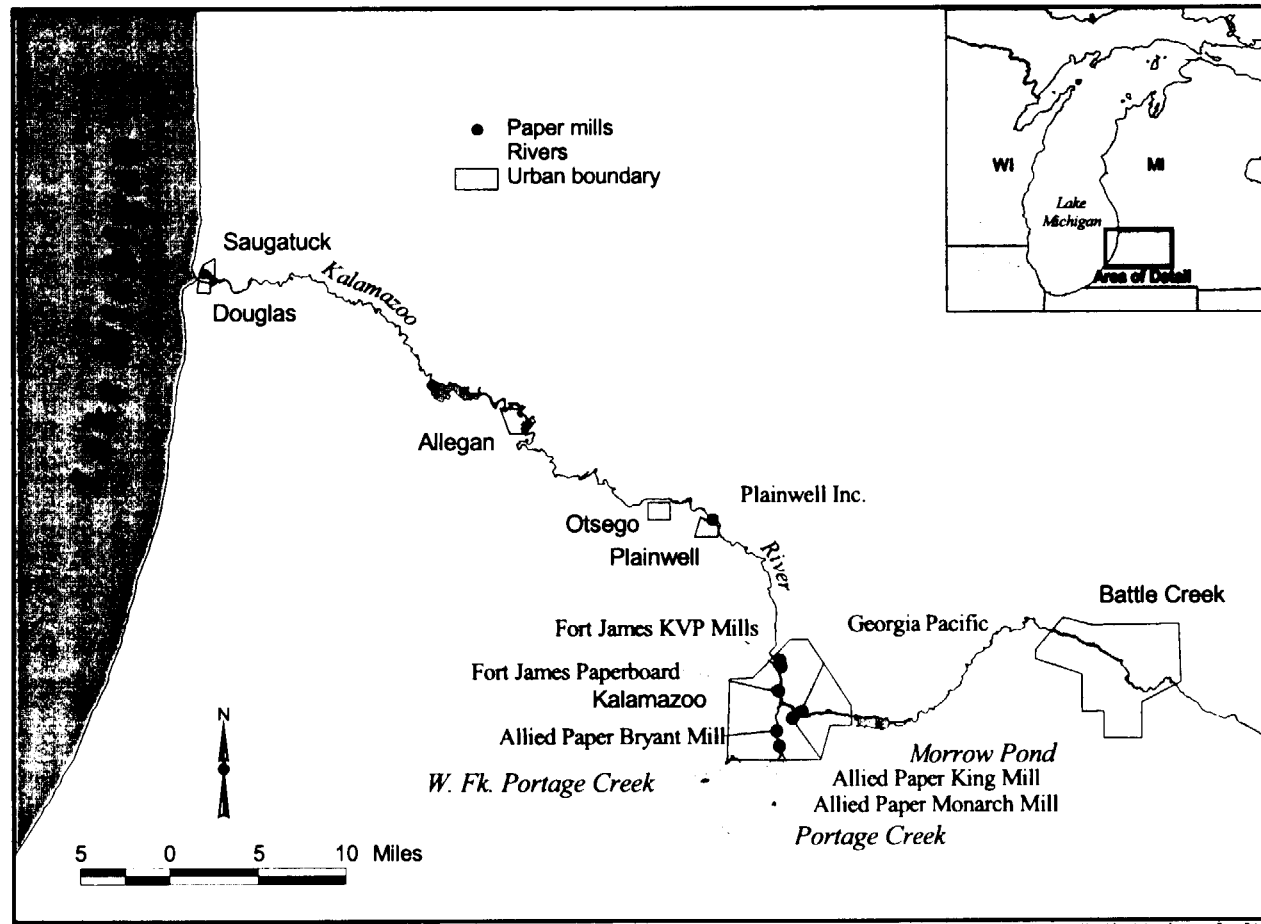 Paper mills
Rivers
Urban boundary
WI
MI
Lake
Michigan
Area of Detail
Saugatuck
Kalamazoo
Douglas
Allegan
Plainwell Inc.
Otsego
Plainwell
River
Battle Creek
Georgia Pacific
Fort James KVP Mills
Fort James Paperboard
Kalamazoo
Allied Paper Bryant Mill
Morrow Pond
W. Fk. Portage Creek
Allied Paper King Mill
Allied Paper Monarch Mill
Portage Creek
N
5 0 5 10 Miles